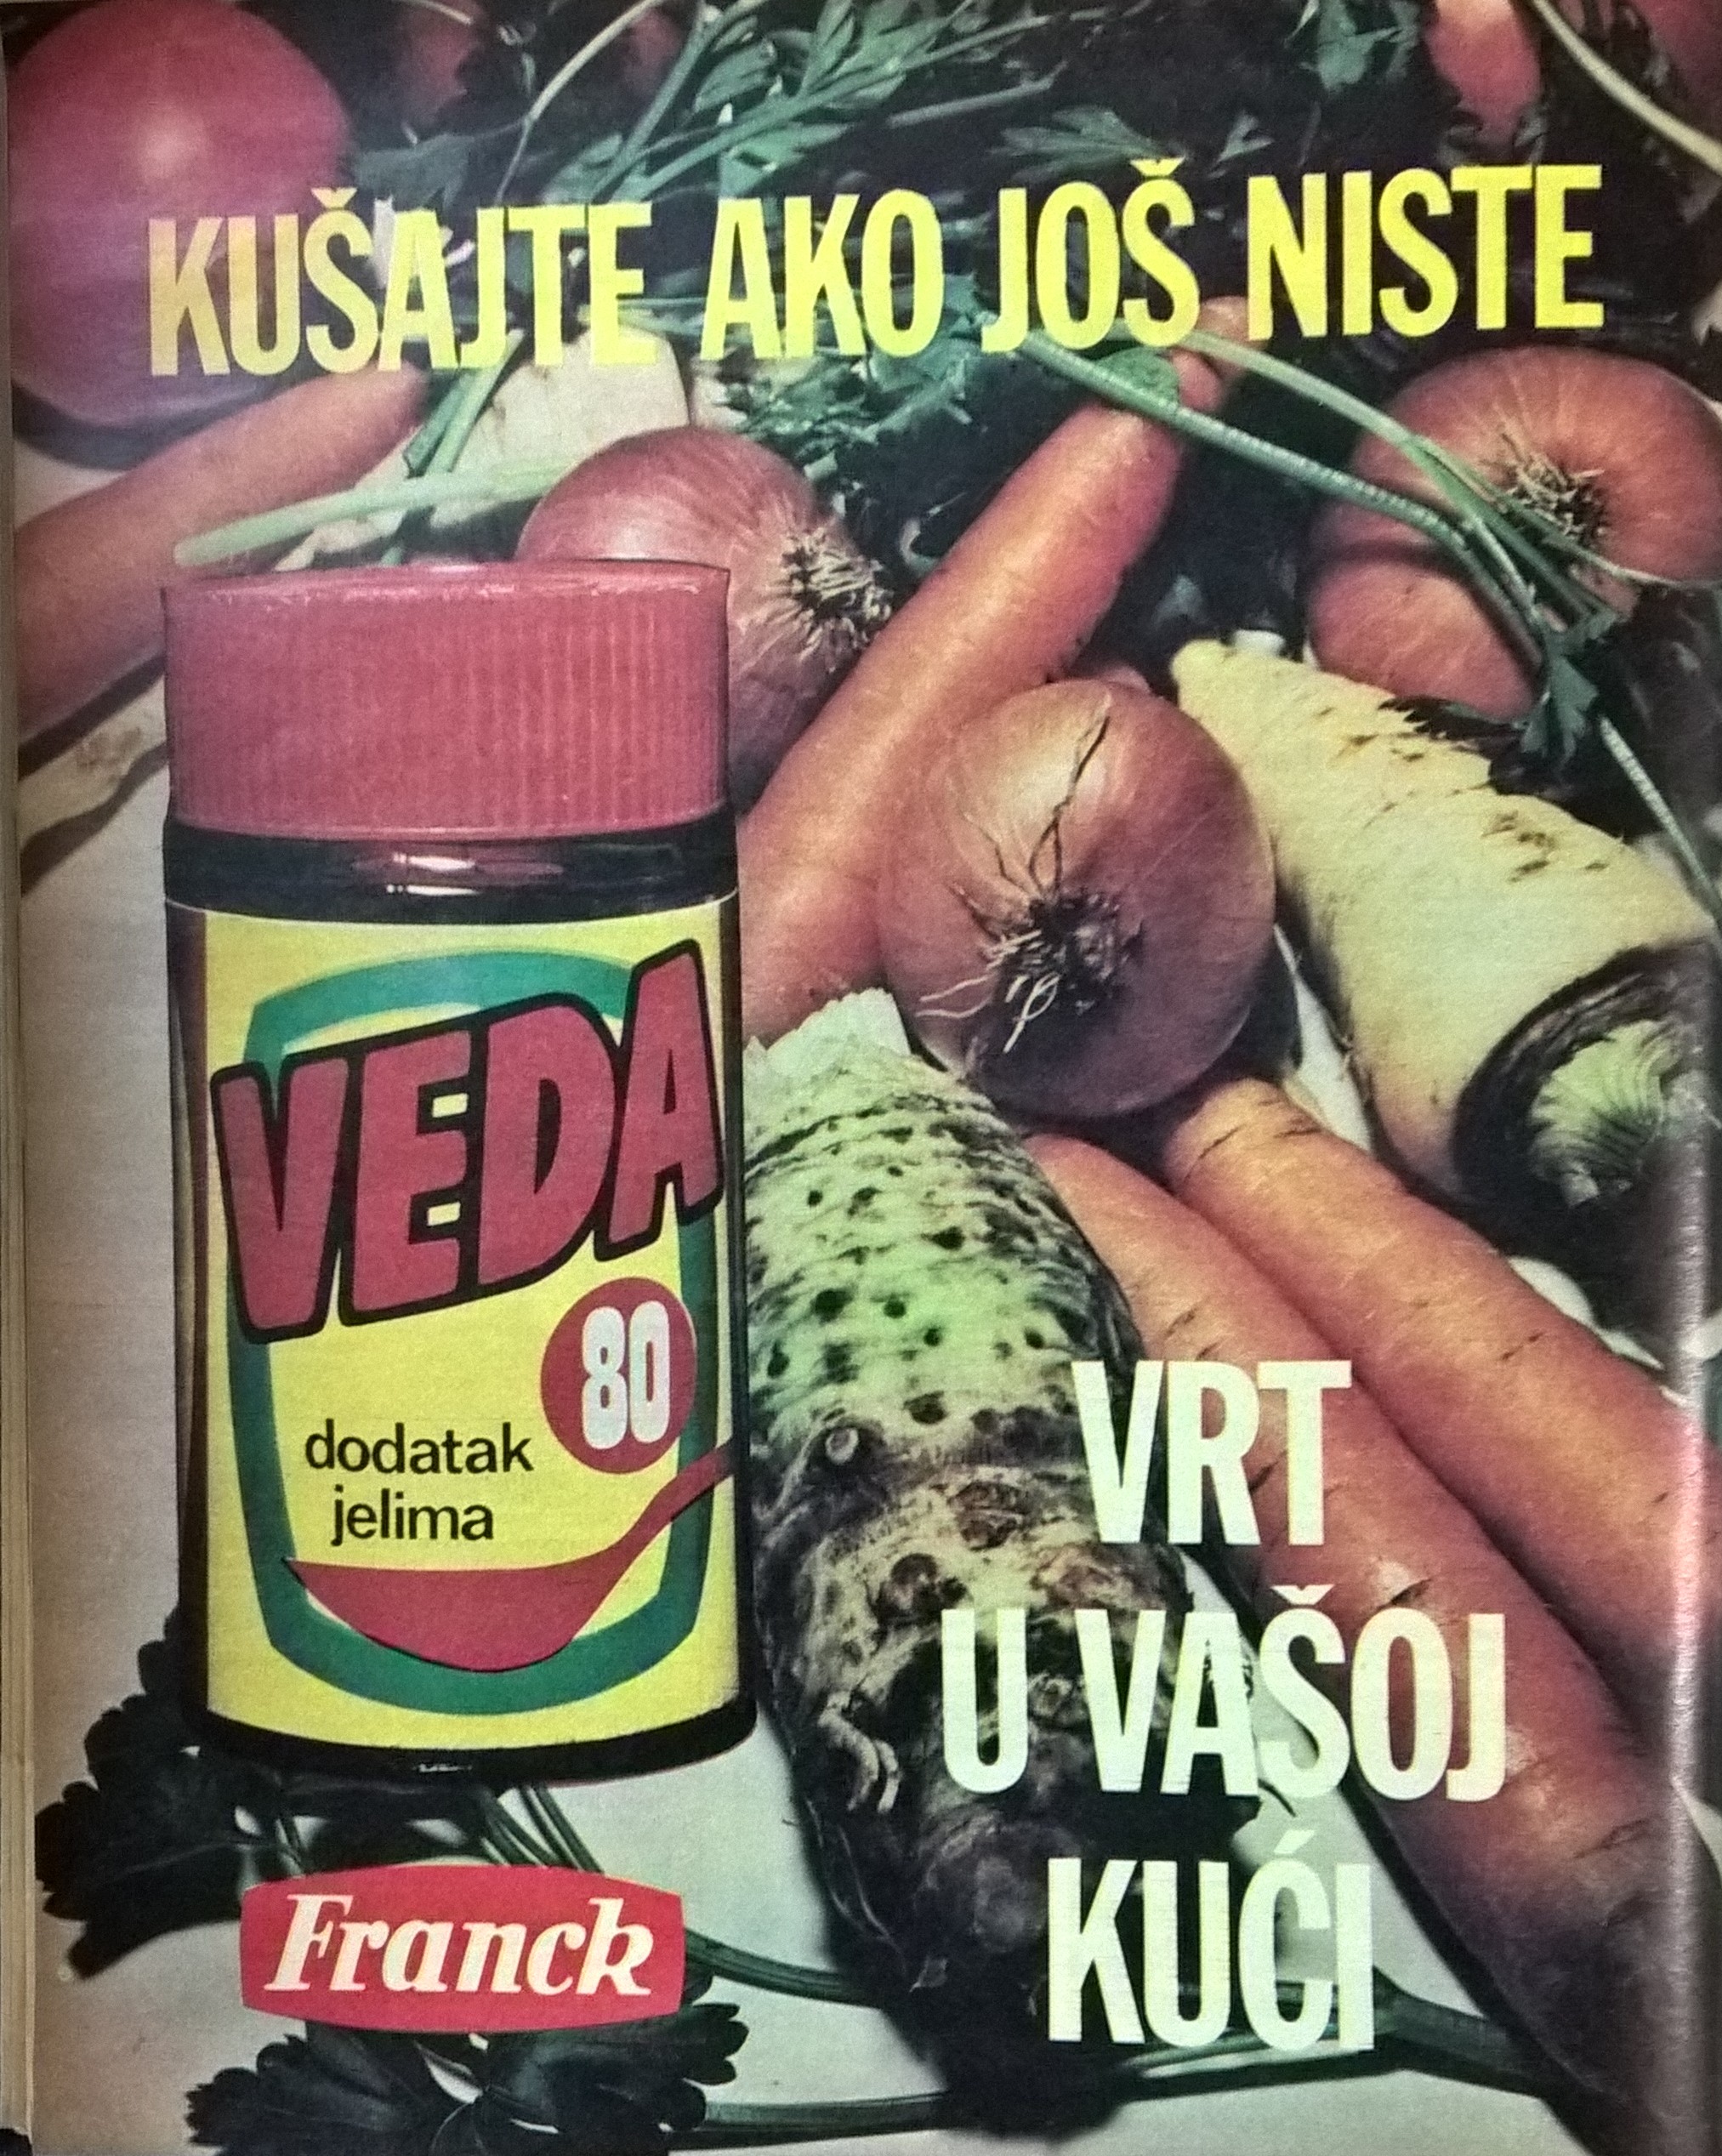 KUŠAJTE AKO JOŠ NISTE
VEDA
80
dodatak
jelima
VRT
U VAŠOJ
KUĆI
Franck